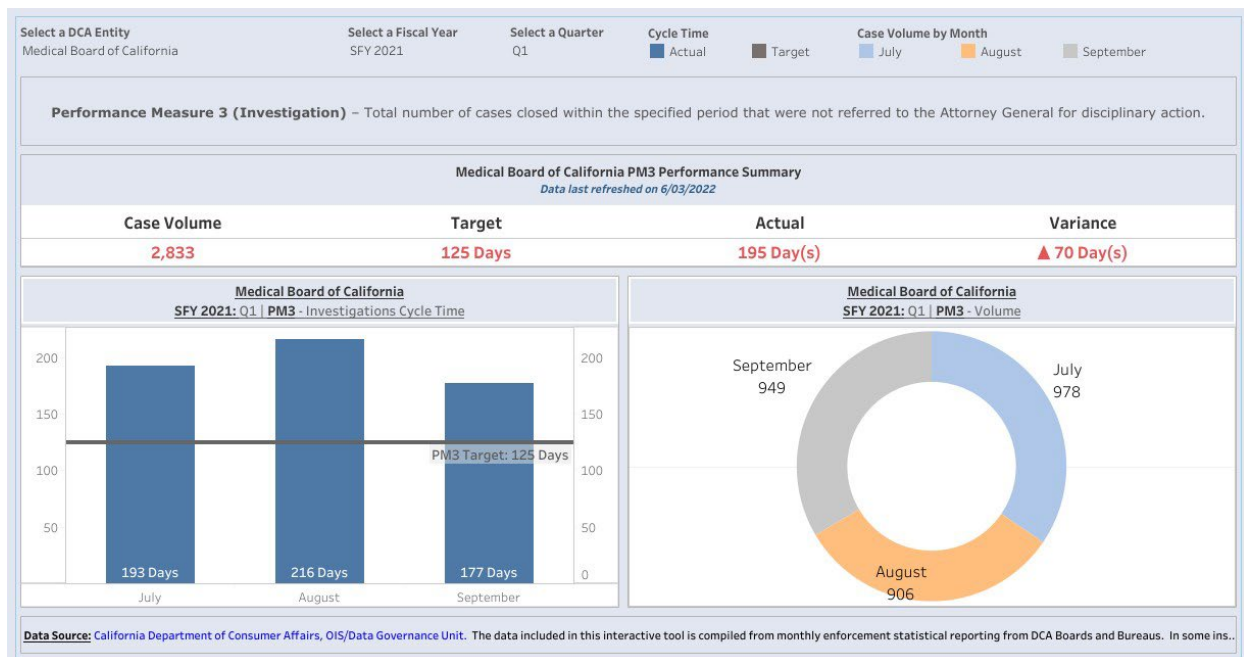 Select a DCA Entity
Medical Board of California
Select a Fiscal Year
SFY 2021
Select a Quarter
Q1
Cycle Time
Actual
Target
Case Volume by Month
July
August
September
Performance Measure 3 (Investigation) – Total number of cases closed within the specified period that were not referred to the Attorney General for disciplinary action.
Medical Board of California PM3 Performance Summary
Data last refreshed on 6/03/2022
Case Volume
Target
Actual
Variance
2,833
125 Days
195 Day(s)
▲ 70 Day(s)
Medical Board of California
SFY 2021: Q1 | PM3 - Investigations Cycle Time
200
150
100
50
200
150
100
50
0
PM3 Target: 125 Days
193 Days
216 Days
177 Days
July
August
September
Medical Board of California
SFY 2021: Q1 | PM3 - Volume
September
949
July
978
August
906
Data Source: California Department of Consumer Affairs, OIS/Data Governance Unit. The data included in this interactive tool is compiled from monthly enforcement statistical reporting from DCA Boards and Bureaus. In some ins..